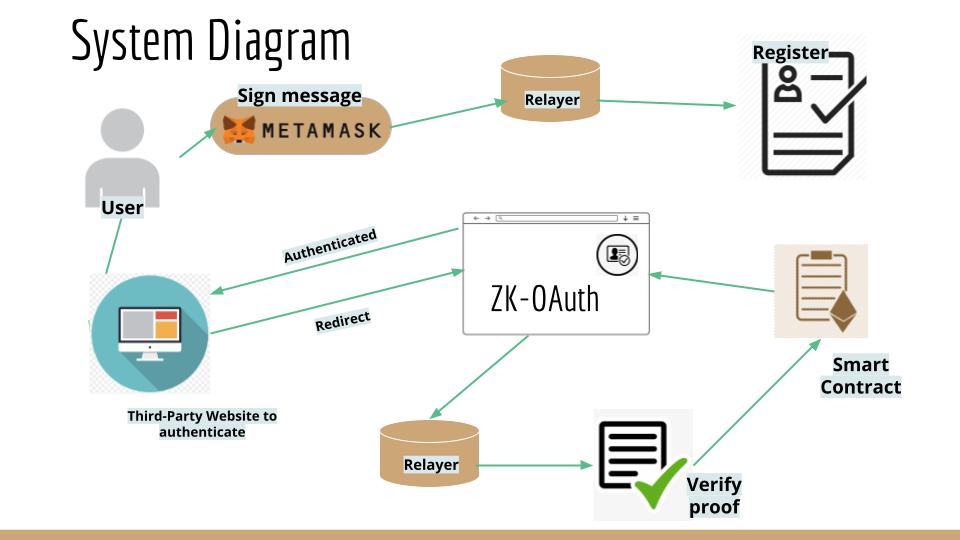 System Diagram
Sign message
METAMASK
Relayer
Register
User
Authenticated
Redirect
ZK-OAuth
Smart
Contract
Third-Party Website to
authenticate
Relayer
Verify
proof